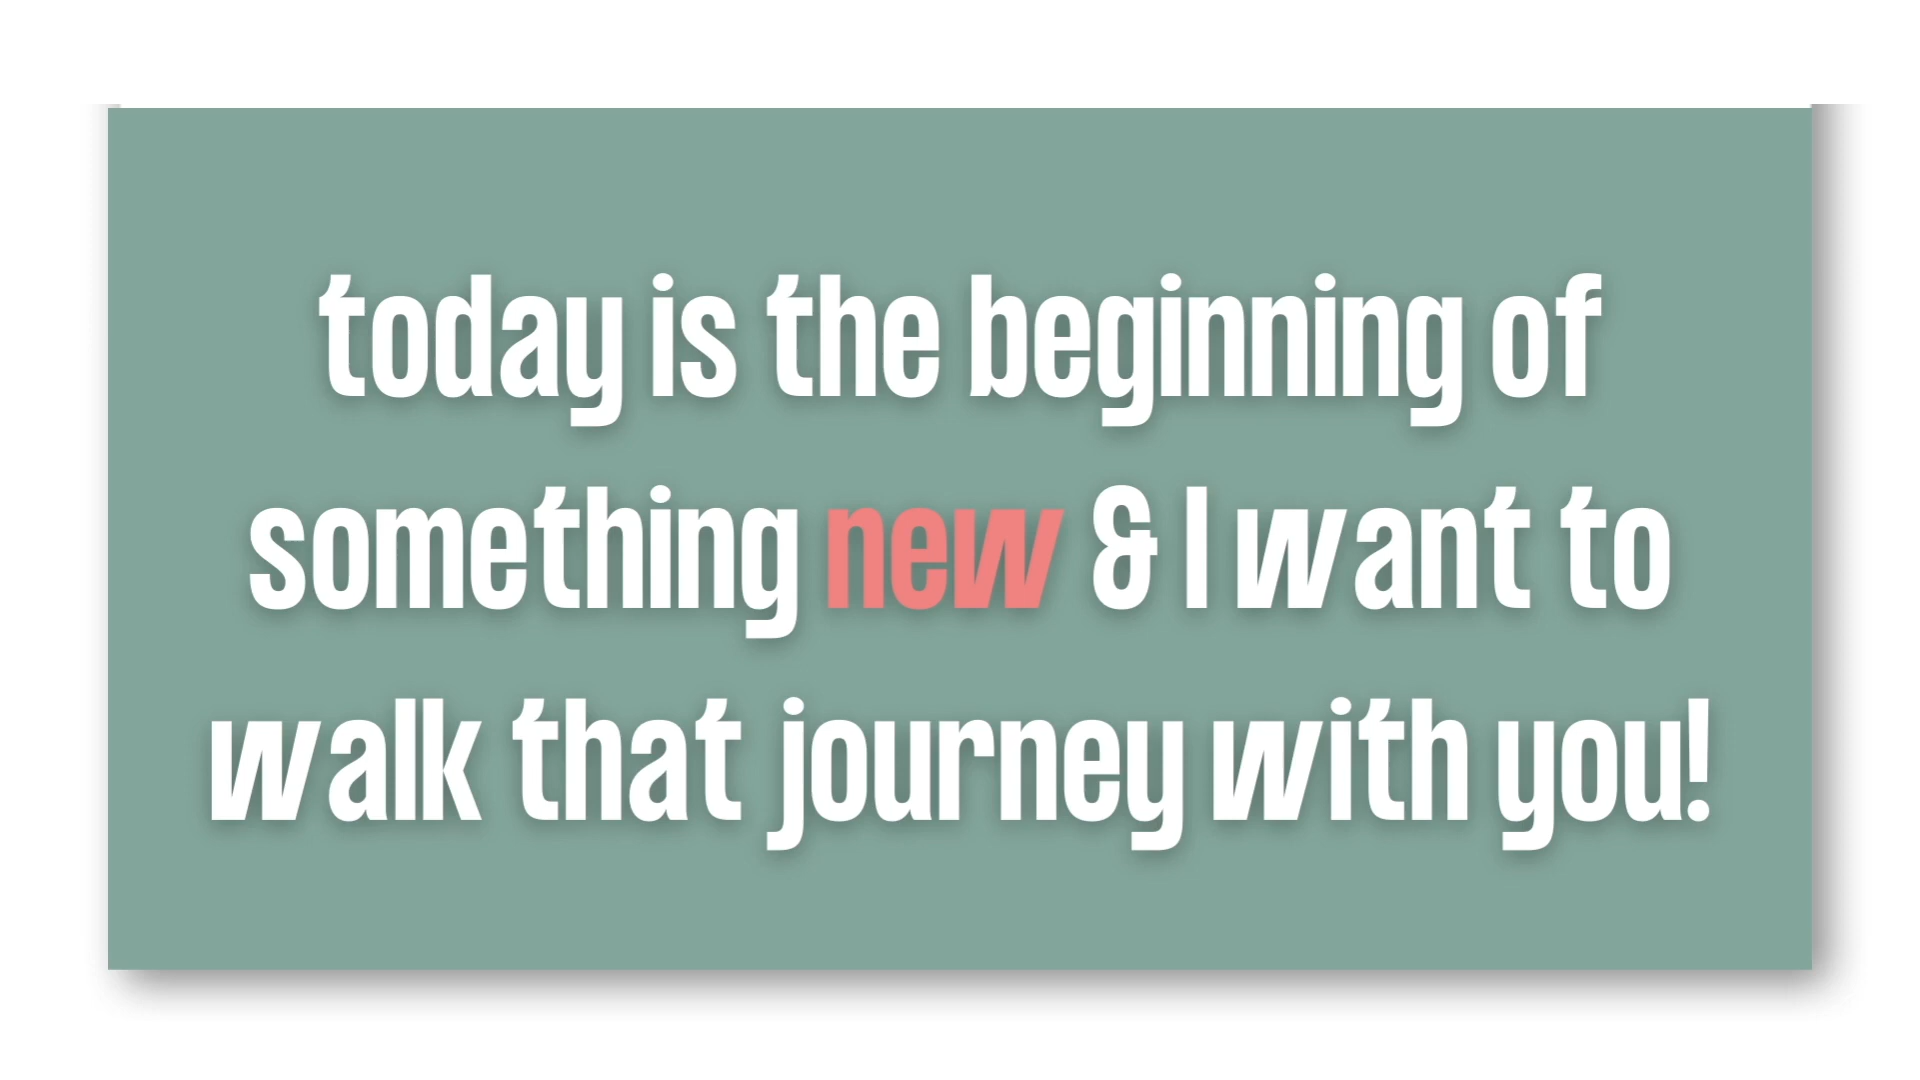 today is the beginning of
something new & I want to
walk that journey with you!